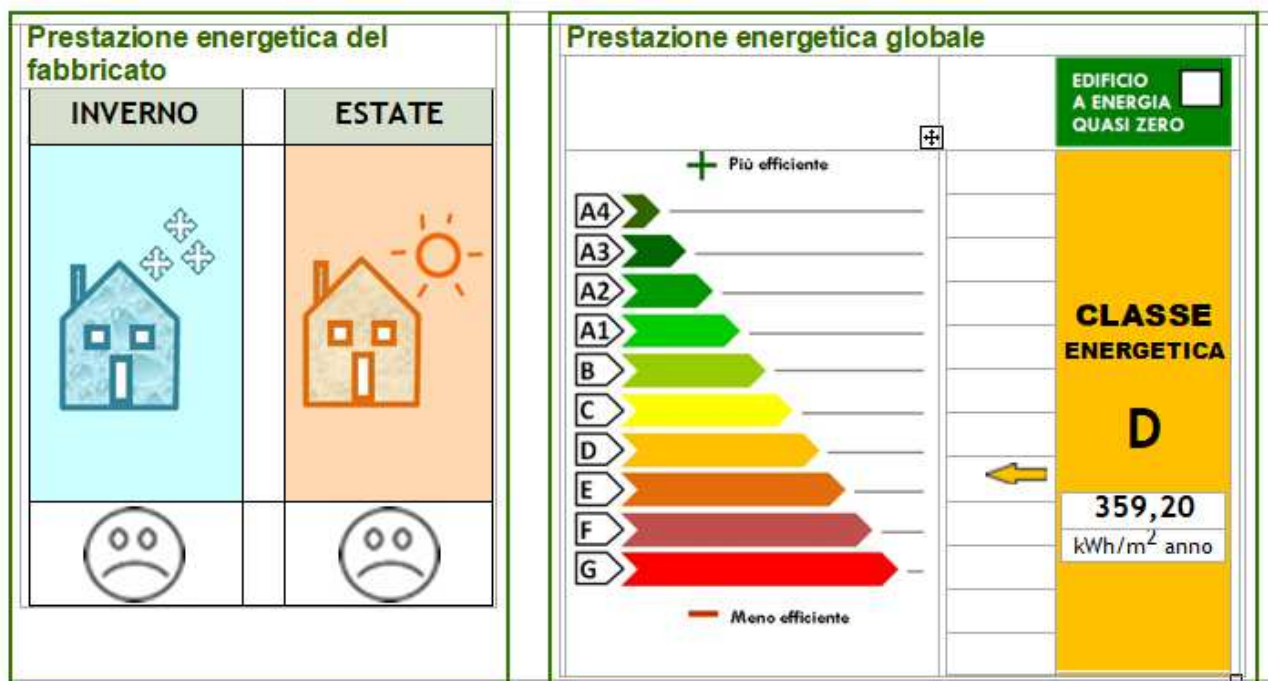 Prestazione energetica del
fabbricato
INVERNO
ESTATE
Prestazione energetica globale
EDIFICIO
A ENERGIA
QUASI ZERO
Più efficiente
A4
A3
A2
A1
B
C
D
E
F
G
Meno efficiente
CLASSE
ENERGETICA
D
359,20
kWh/m² anno